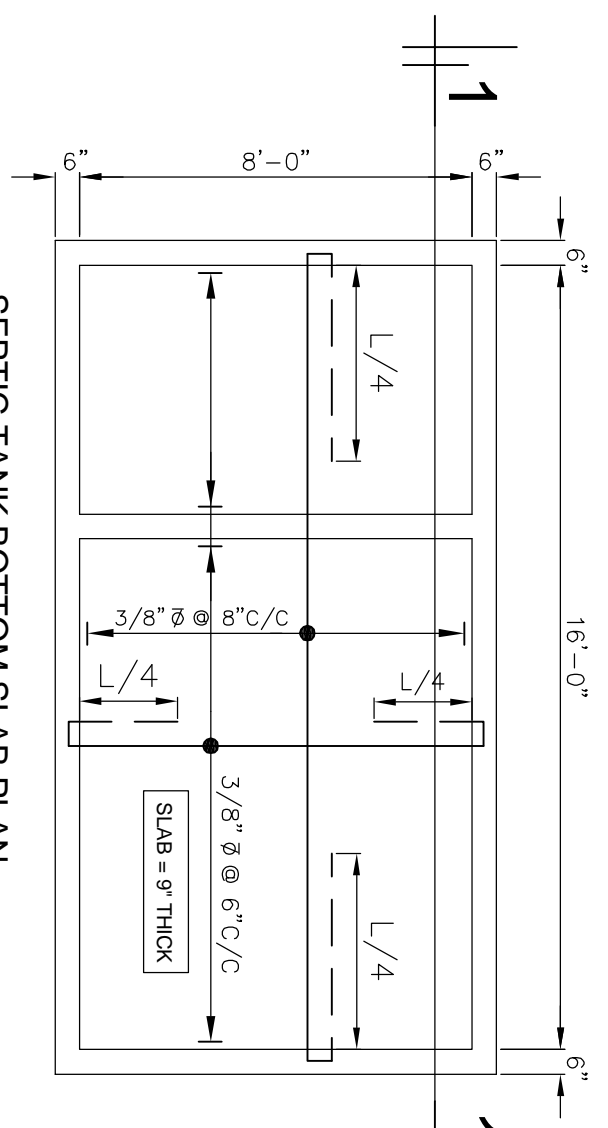 1
6"
8'-0"
6"
6"
16'-0"
6"
L/4
3/8" Ø @ 8"C/C
L/4
L/4
3/8" Ø @ 6"C/C
SLAB = 9" THICK
L/4
SEPTIC TANK BOTTOM SLAB PLAN